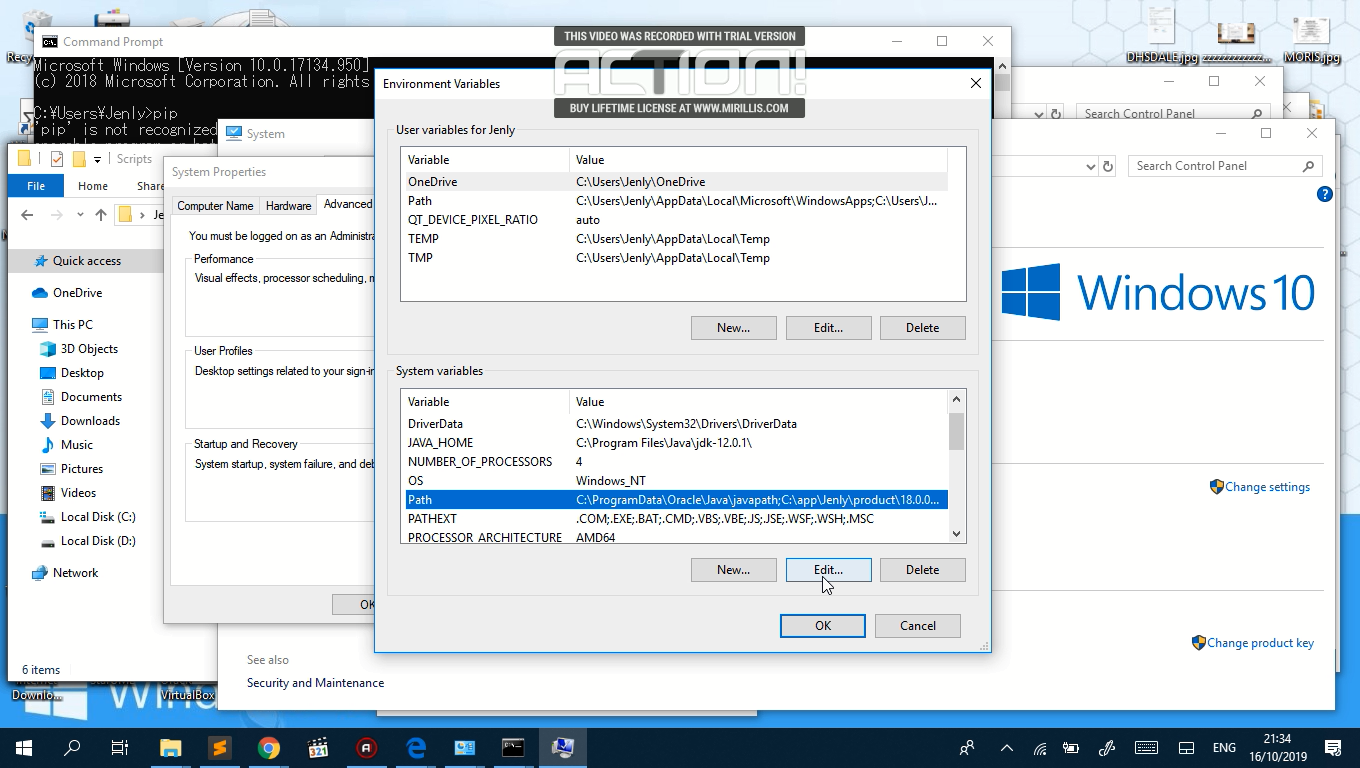 Recy
Command Prompt
THIS VIDEO WAS RECORDED WITH TRIAL VERSION
ACTION!
BUY LIFETIME LICENSE AT WWW.MIRILLIS.COM
DHSDALE.jpg
zzzzzzzzzzzz...
MORIS.jpg
Microsoft Windows [Version 10.0.17134.950]
(c) 2018 Microsoft Corporation. All rights
C:¥Users¥Jenly>pip
'pip' is not recognized
Search Control Panel
System
Search Control Panel
Scripts
File
Home
Share
Je
Quick access
OneDrive
This PC
3D Objects
Desktop
Documents
Downloads
Music
Pictures
Videos
Local Disk (C:)
Local Disk (D:)
Network
6 items
System Properties
Computer Name
Hardware
Advanced
You must be logged on as an Administra
Performance
Visual effects, processor scheduling, m
User Profiles
Desktop settings related to your sign-in
Startup and Recovery
System startup, system failure, and deb
OK
Environment Variables
User variables for Jenly
Variable Value
OneDrive C:\Users\Jenly\OneDrive
Path C:\Users\Jenly\AppData\Local\Microsoft\WindowsApps;C:\Users\J...
QT_DEVICE_PIXEL_RATIO auto
TEMP C:\Users\Jenly\AppData\Local\Temp
TMP C:\Users\Jenly\AppData\Local\Temp
New... Edit... Delete
System variables
Variable Value
DriverData C:\Windows\System32\Drivers\DriverData
JAVA_HOME C:\Program Files\Java\jdk-12.0.1\
NUMBER_OF_PROCESSORS 4
OS Windows_NT
Path C:\ProgramData\Oracle\Java\javapath;C:\app\Jenly\product\18.0.0...
PATHEXT .COM;.EXE;.BAT;.CMD;.VBS;.VBE;.JS;.JSE;.WSF;.WSH;.MSC
PROCESSOR_ARCHITECTURE AMD64
New... Edit... Delete
OK Cancel
Windows 10
Change settings
Change product key
See also
Security and Maintenance
Downlo...
VirtualBox
ENG
21:34
16/10/2019